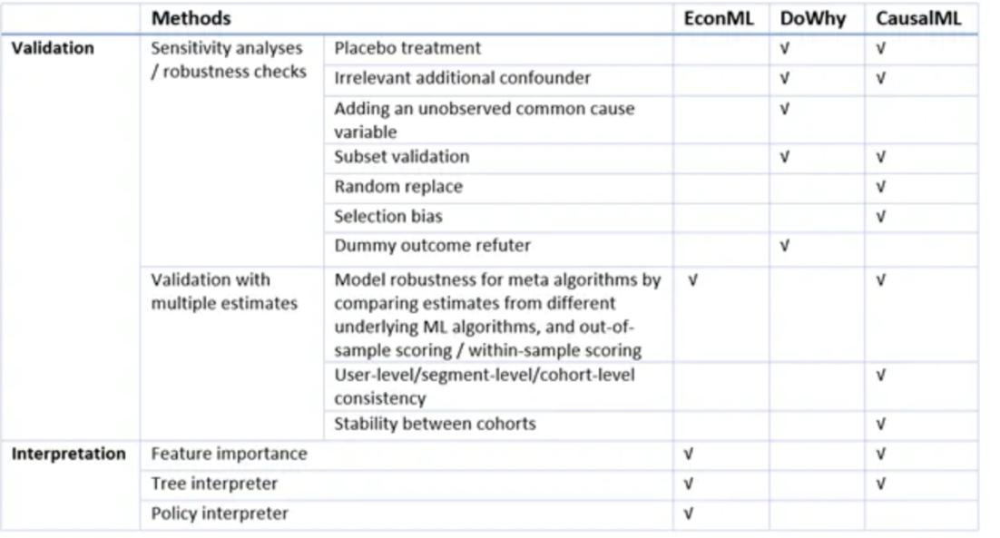 Methods EconML DoWhy CausalML
Validation Sensitivity analyses Placebo treatment √ √
/ robustness checks Irrelevant additional confounder √ √
Adding an unobserved common cause √
variable
Subset validation √ √
Random replace √
Selection bias √
Dummy outcome refuter √
Validation with Model robustness for meta algorithms by √ √
multiple estimates comparing estimates from different
underlying ML algorithms, and out-of-
sample scoring / within-sample scoring
User-level/segment-level/cohort-level √
consistency
Stability between cohorts √
Interpretation Feature importance √ √
Tree interpreter √ √
Policy interpreter √